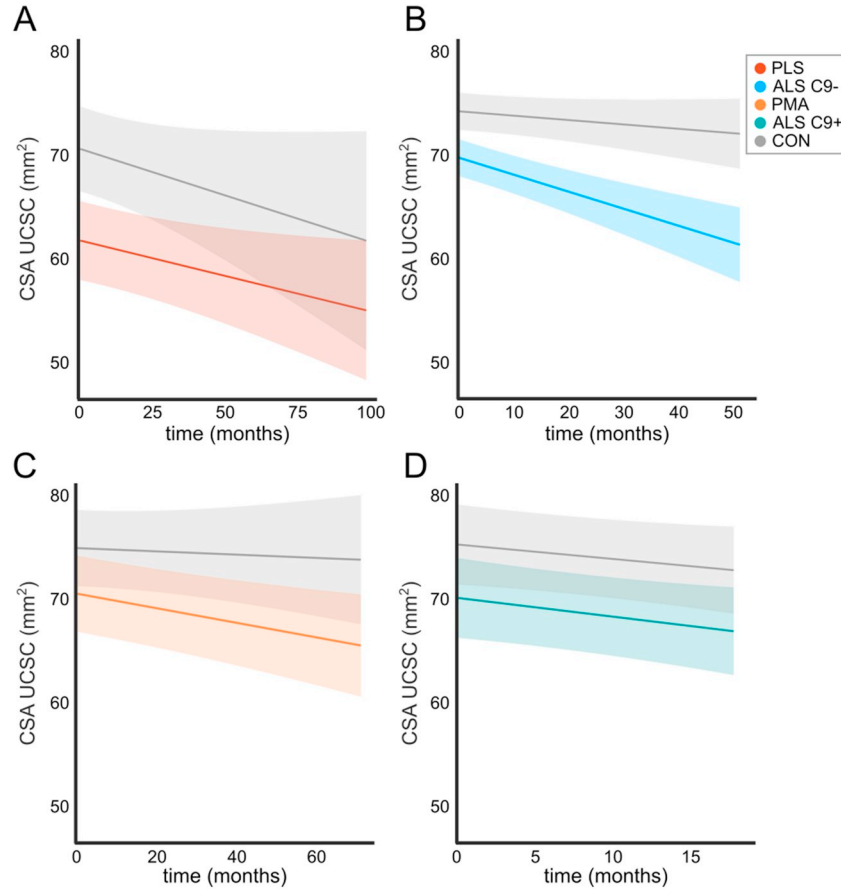 A
80
70
60
50
CSA UCSC (mm²)
0 25 50 75 100
time (months)
B
80
70
60
50
CSA UCSC (mm²)
0 10 20 30 40 50
time (months)
PLS
ALS C9-
PMA
ALS C9+
CON
C
80
70
60
50
CSA UCSC (mm²)
0 20 40 60
time (months)
D
80
70
60
50
CSA UCSC (mm²)
0 5 10 15
time (months)